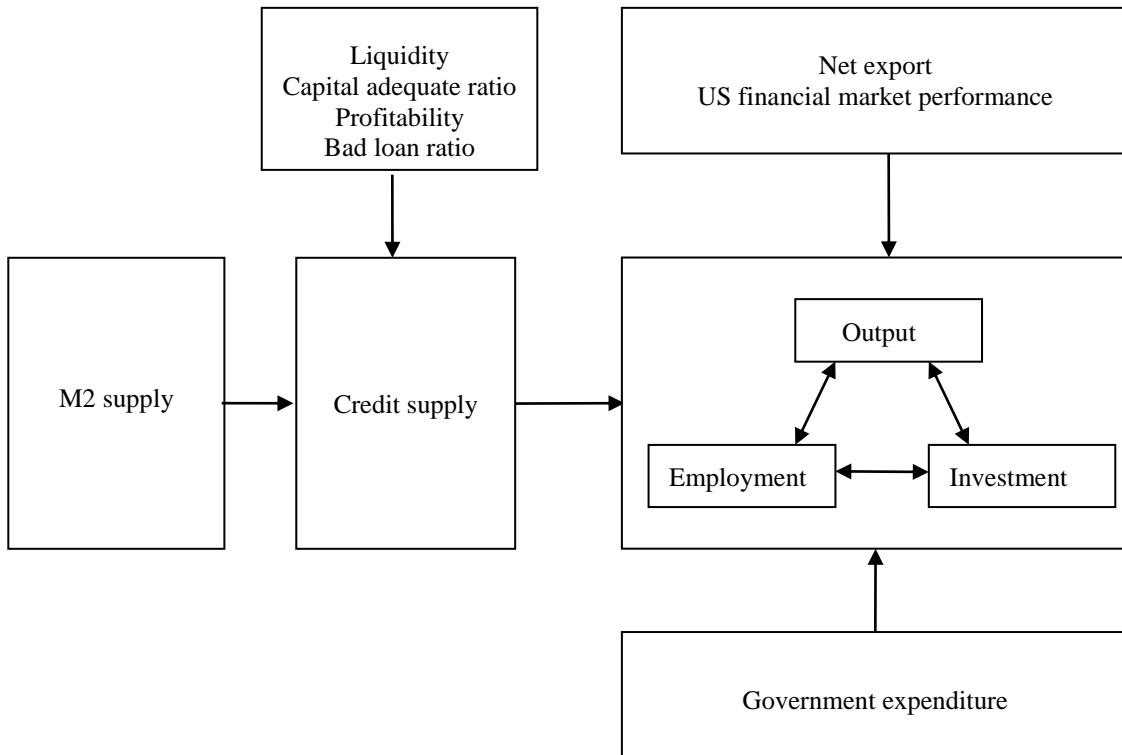 Liquidity
Capital adequate ratio
Profitability
Bad loan ratio
Net export
US financial market performance
M2 supply
Credit supply
Output
Employment
Investment
Government expenditure